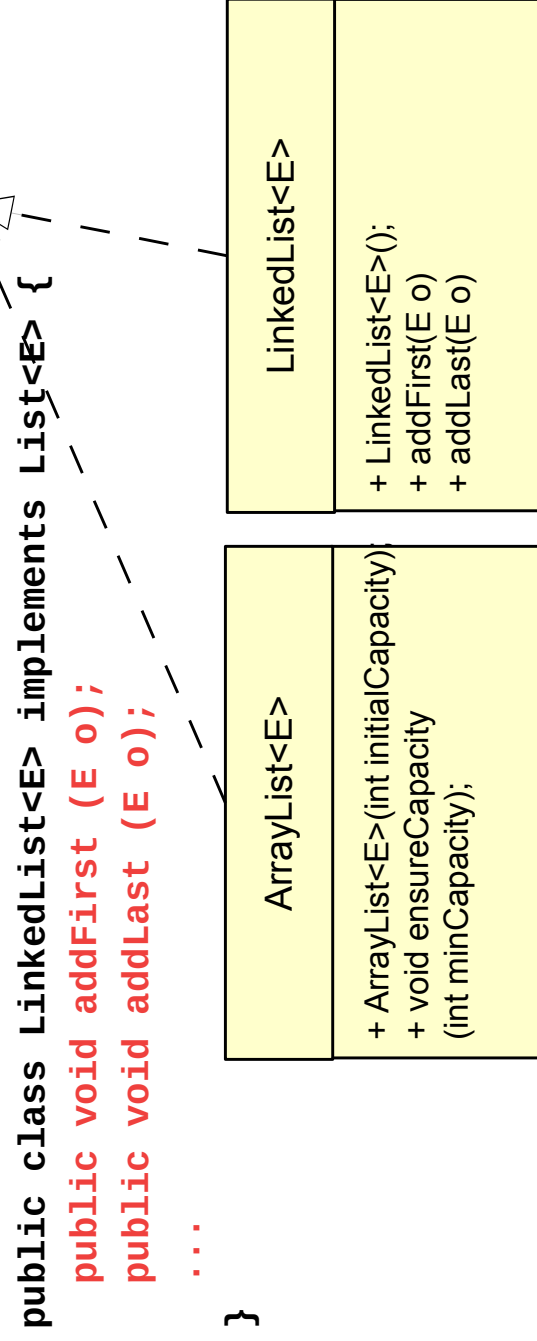 public class LinkedList<E> implements List<E> {
public void addFirst (E o);
public void addLast (E o);
...
}
ArrayList<E>
+ ArrayList<E>(int initialCapacity);
+ void ensureCapacity
(int minCapacity);
LinkedList<E>
+ LinkedList<E>();
+ addFirst(E o)
+ addLast(E o)